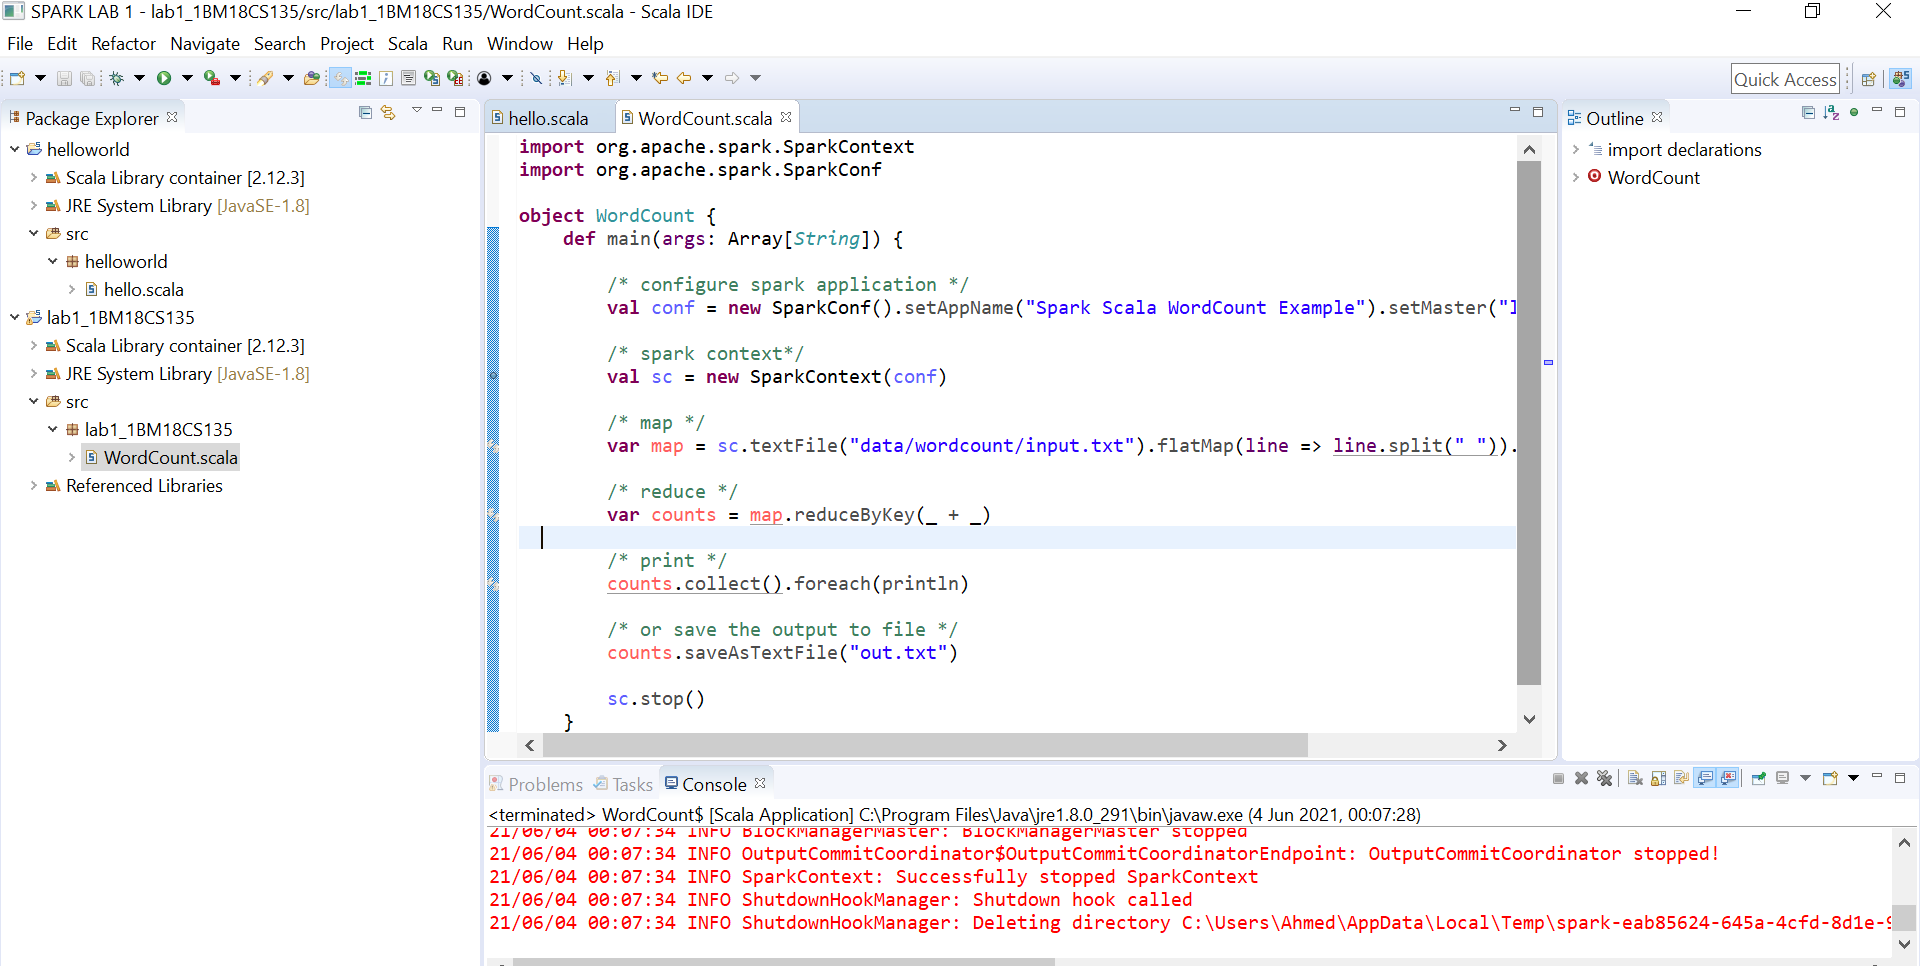 SPARK LAB 1 - lab1_1BM18CS135/src/lab1_1BM18CS135/WordCount.scala - Scala IDE
File Edit Refactor Navigate Search Project Scala Run Window Help
Quick Access
Package Explorer
helloworld
Scala Library container [2.12.3]
JRE System Library [JavaSE-1.8]
src
helloworld
hello.scala
lab1_1BM18CS135
Scala Library container [2.12.3]
JRE System Library [JavaSE-1.8]
src
lab1_1BM18CS135
WordCount.scala
Referenced Libraries
hello.scala WordCount.scala
import org.apache.spark.SparkContext
import org.apache.spark.SparkConf
object WordCount {
def main(args: Array[String]) {
/* configure spark application */
val conf = new SparkConf().setAppName("Spark Scala WordCount Example").setMaster("l
/* spark context*/
val sc = new SparkContext(conf)
/* map */
var map = sc.textFile("data/wordcount/input.txt").flatMap(line => line.split(" ")).
/* reduce */
var counts = map.reduceByKey(_ + _)
/* print */
counts.collect().foreach(println)
/* or save the output to file */
counts.saveAsTextFile("out.txt")
sc.stop()
}
Outline
import declarations
WordCount
Problems Tasks Console
<terminated> WordCount$ [Scala Application] C:\Program Files\Java\jre1.8.0_291\bin\javaw.exe (4 Jun 2021, 00:07:28)
21/06/04 00:07:34 INFO BlockManagerMaster: BlockManagerMaster stopped
21/06/04 00:07:34 INFO OutputCommitCoordinator$OutputCommitCoordinatorEndpoint: OutputCommitCoordinator stopped!
21/06/04 00:07:34 INFO SparkContext: Successfully stopped SparkContext
21/06/04 00:07:34 INFO ShutdownHookManager: Shutdown hook called
21/06/04 00:07:34 INFO ShutdownHookManager: Deleting directory C:\Users\Ahmed\AppData\Local\Temp\spark-eab85624-645a-4cfd-8d1e-9